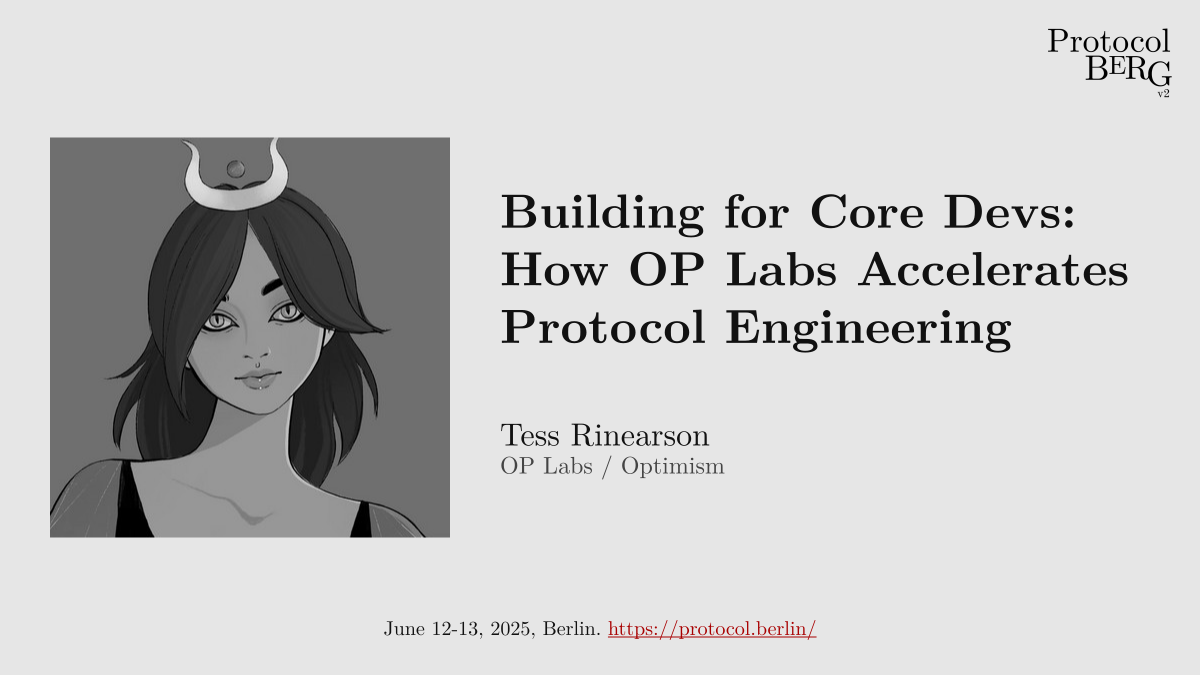 Protocol
BERG
v2
Building for Core Devs:
How OP Labs Accelerates
Protocol Engineering
Tess Rinearson
OP Labs / Optimism
June 12-13, 2025, Berlin. https://protocol.berlin/